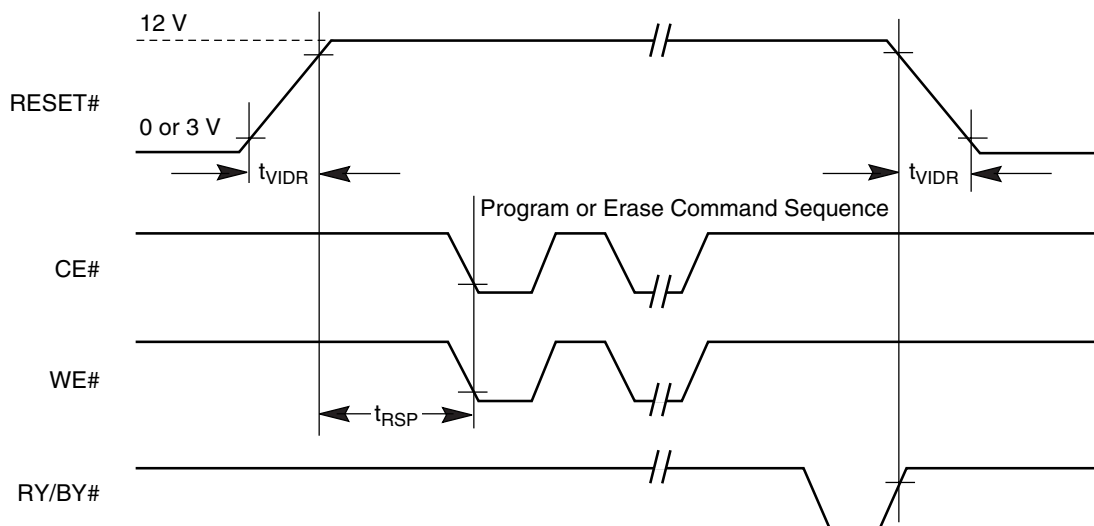 12 V
RESET#
0 or 3 V
tVIDR
tVIDR
Program or Erase Command Sequence
CE#
WE#
tRSP
RY/BY#